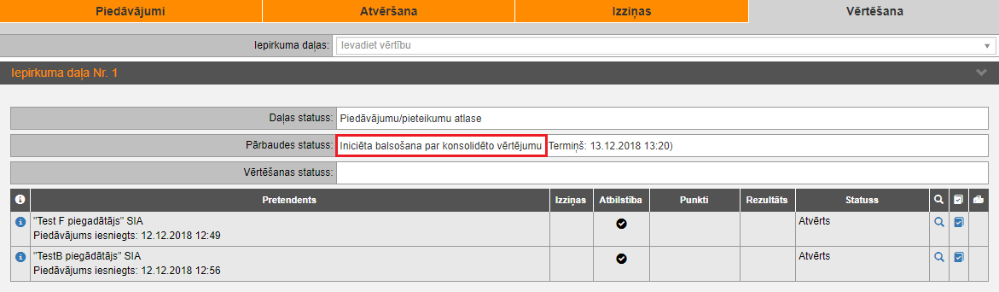 Piedāvājumi Atvēršana Izziņas Vērtēšana
Iepirkuma daļas: Ievadiet vērtību
Iepirkuma daļa Nr. 1
Daļas statuss: Piedāvājumu/pieteikumu atlase
Pārbaudes statuss: Iniciēta balsošana par konsolidēto vērtējumu Termiņš: 13.12.2018 13:20)
Vērtēšanas statuss:
Pretendents Izziņas Atbilstība Punkti Rezultāts Statuss
"Test F piegadātājs" SIA Atvērts
Piedāvājums iesniegts: 12.12.2018 12:49
"TestB piegādātājs" SIA Atvērts
Piedāvājums iesniegts: 12.12.2018 12:56